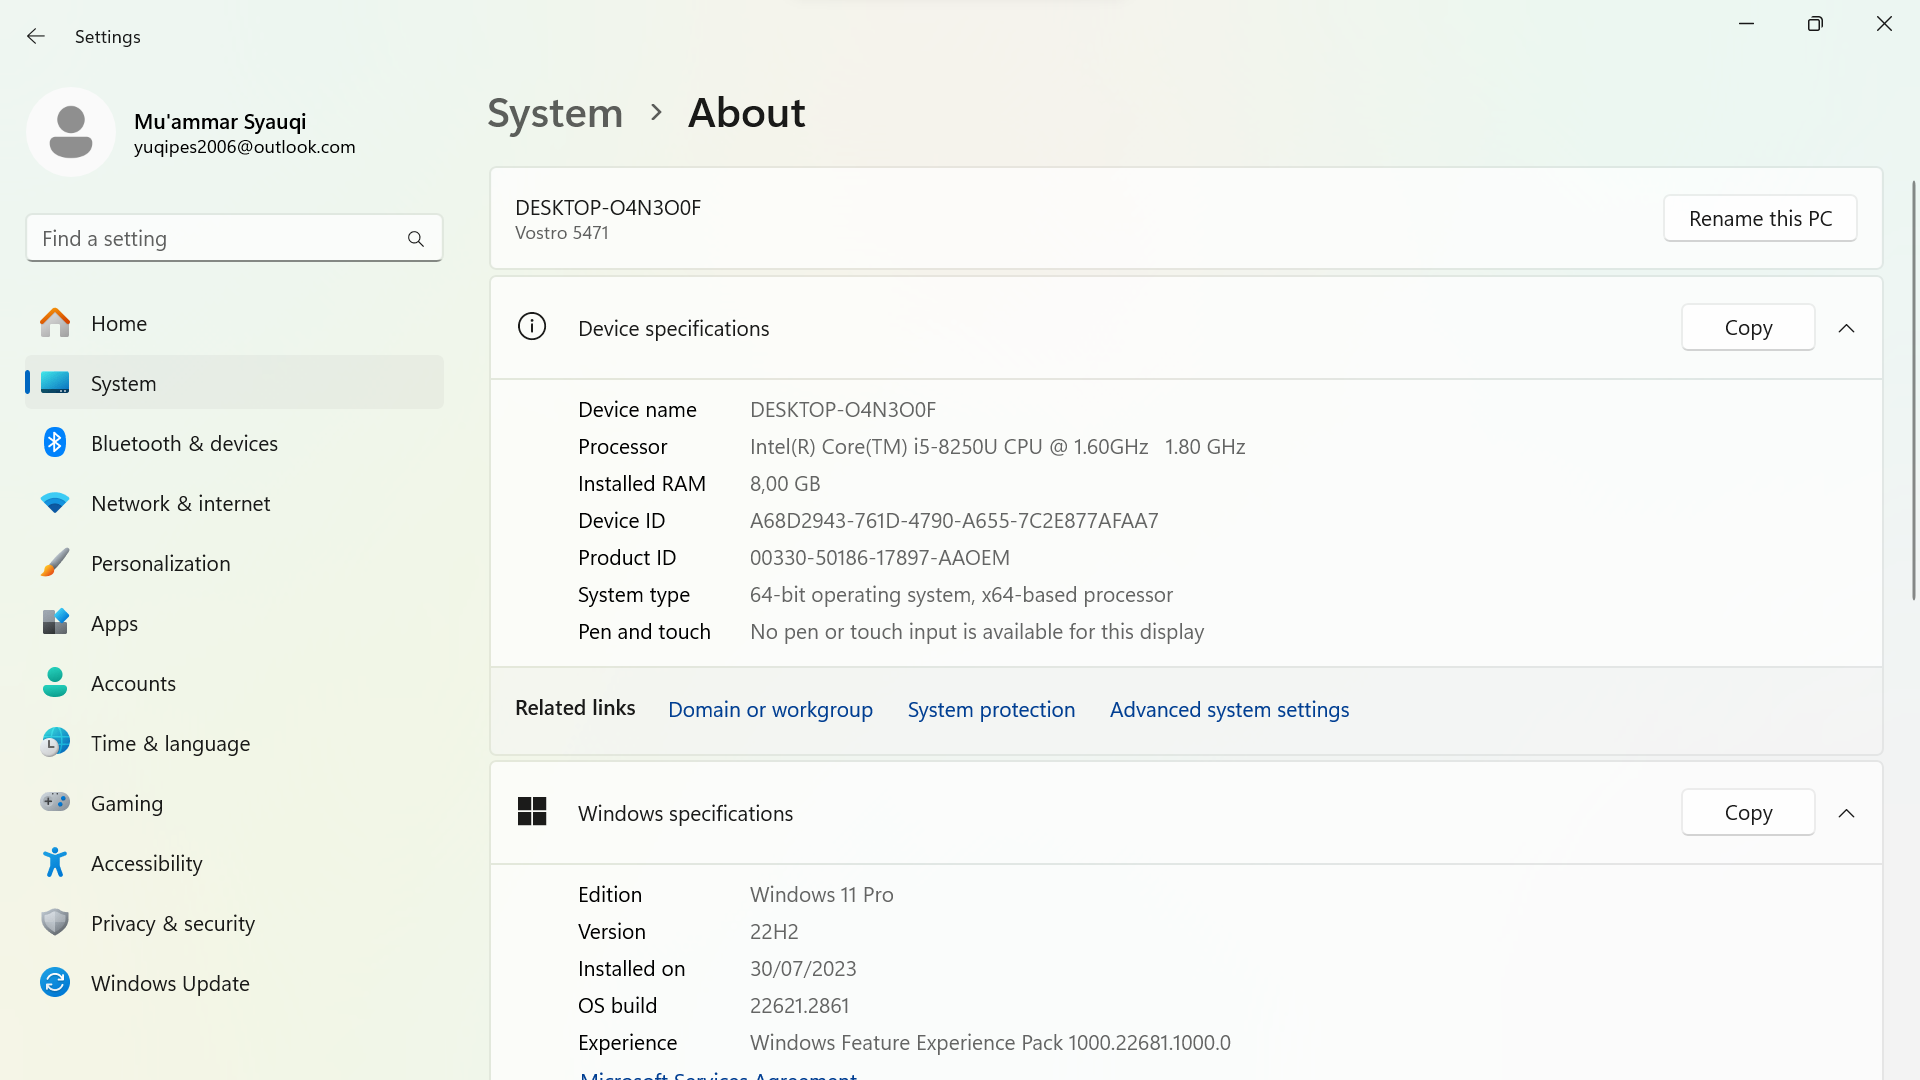 Settings
Mu'ammar Syauqi
yuqipes2006@outlook.com
Find a setting
Home
System
Bluetooth & devices
Network & internet
Personalization
Apps
Accounts
Time & language
Gaming
Accessibility
Privacy & security
Windows Update
System > About
DESKTOP-O4N3O0F
Vostro 5471
Rename this PC
Device specifications
Copy
Device name DESKTOP-O4N3O0F
Processor Intel(R) Core(TM) i5-8250U CPU @ 1.60GHz 1.80 GHz
Installed RAM 8,00 GB
Device ID A68D2943-761D-4790-A655-7C2E877AFAA7
Product ID 00330-50186-17897-AAOEM
System type 64-bit operating system, x64-based processor
Pen and touch No pen or touch input is available for this display
Related links Domain or workgroup System protection Advanced system settings
Windows specifications
Copy
Edition Windows 11 Pro
Version 22H2
Installed on 30/07/2023
OS build 22621.2861
Experience Windows Feature Experience Pack 1000.22681.1000.0
Microsoft Services Agreement